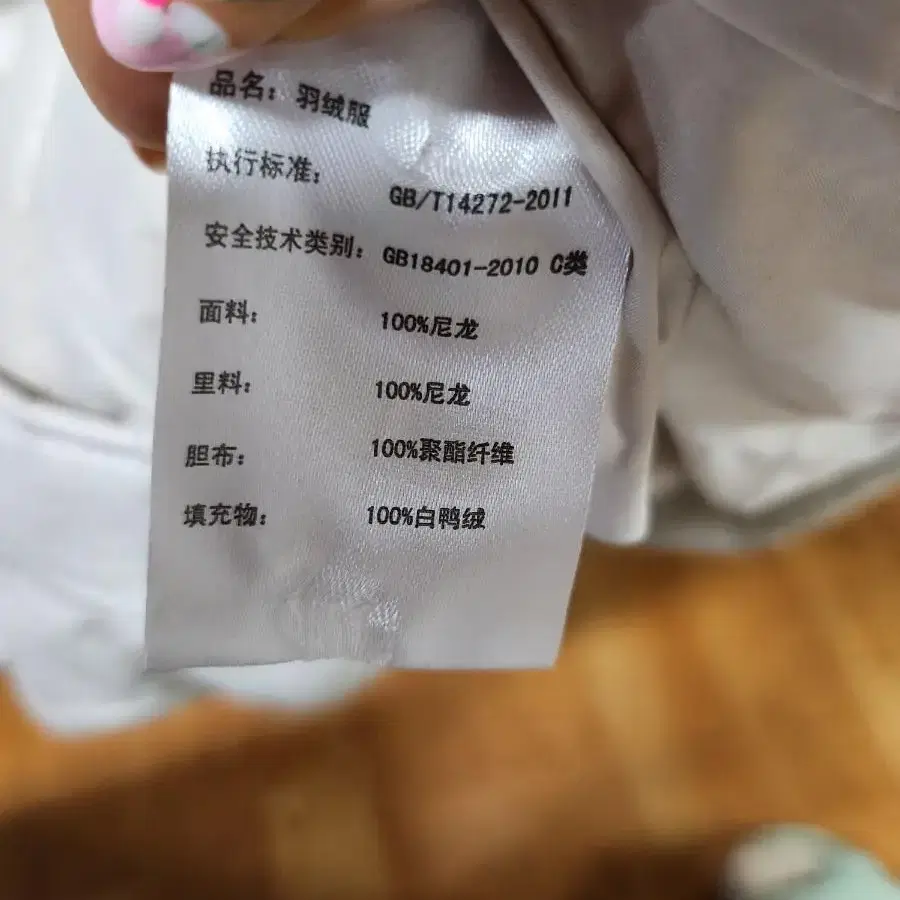 品名：羽绒服
执行标准：GB/T14272-2011
安全技术类别：GB18401-2010 C类
面料：100%尼龙
里料：100%尼龙
胆布：100%聚酯纤维
填充物：100%白鸭绒